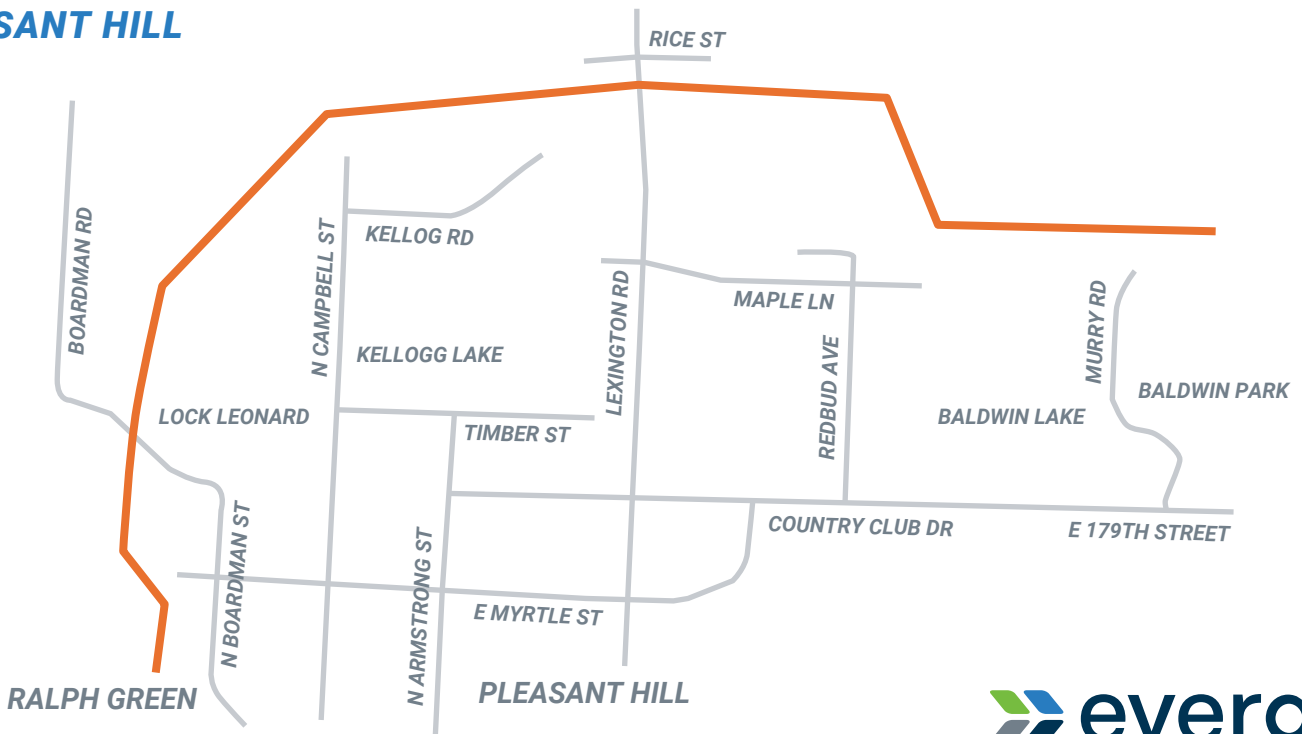 SANT HILL
RICE ST
BOARDMAN RD
KELLOG RD
N CAMPBELL ST
KELLOGG LAKE
LEXINGTON RD
MAPLE LN
REDBUD AVE
MURRY RD
BALDWIN PARK
LOCK LEONARD
BALDWIN LAKE
TIMBER ST
COUNTRY CLUB DR
E 179TH STREET
N BOARDMAN ST
N ARMSTRONG ST
E MYRTLE ST
RALPH GREEN
PLEASANT HILL